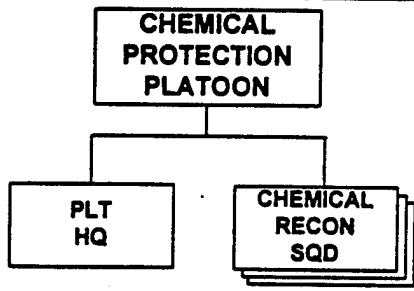 CHEMICAL
PROTECTION
PLATOON
PLT
HQ
CHEMICAL
RECON
SQD